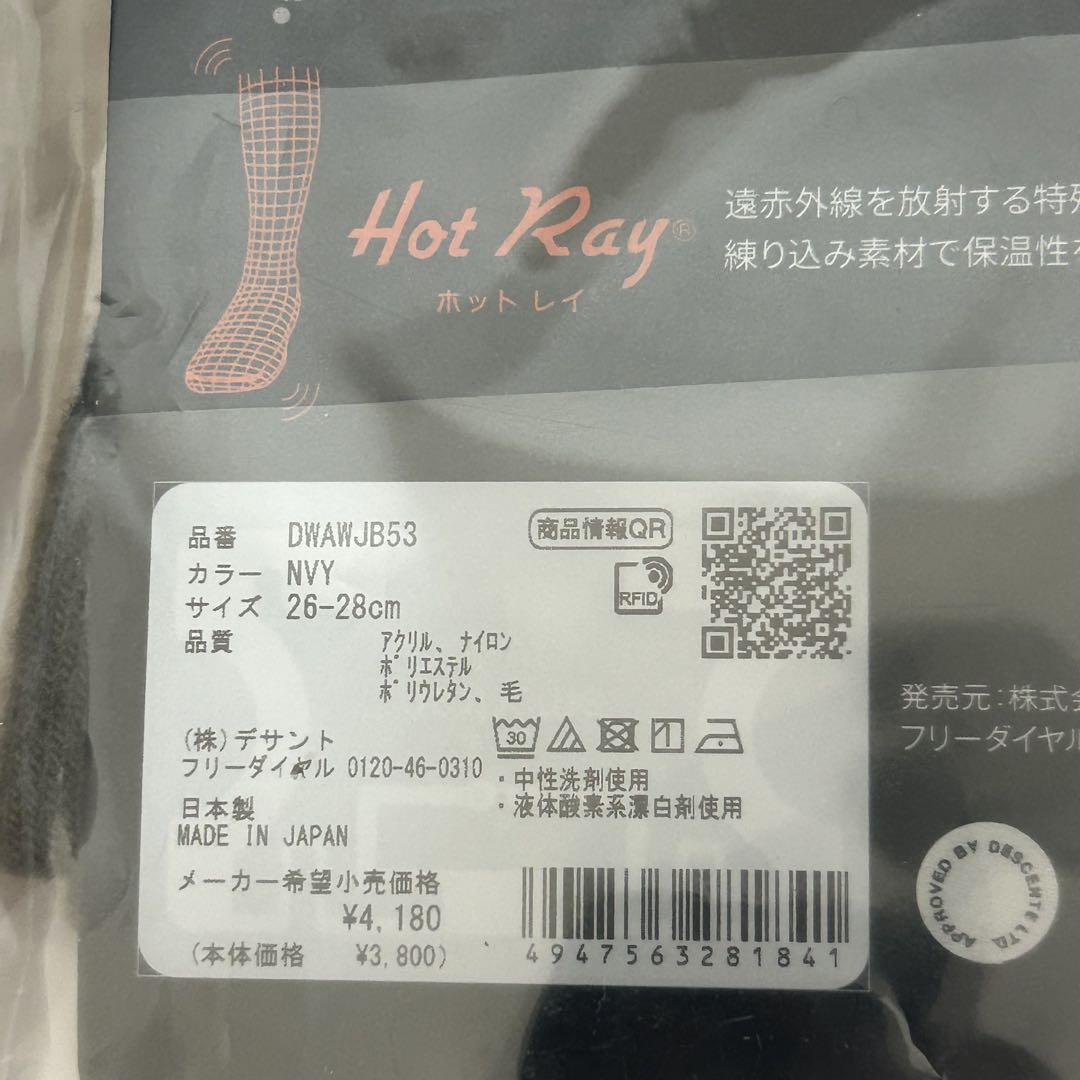 Hot Ray®
ホットレイ
遠赤外線を放射する特殊
練り込み素材で保温性を
品番 DWAWJB53
カラー NVY
サイズ 26-28cm
品質 アクリル、ナイロン
ポリエステル
ポリウレタン、毛
商品情報QR
RFID
(株)デサント
フリーダイヤル 0120-46-0310
30
・中性洗剤使用
・液体酸素系漂白剤使用
日本製
MADE IN JAPAN
メーカー希望小売価格
¥4,180
(本体価格 ¥3,800)
4947563281841
発売元:株式会
フリーダイヤル
APPROVED BY DESCENTE LTD.